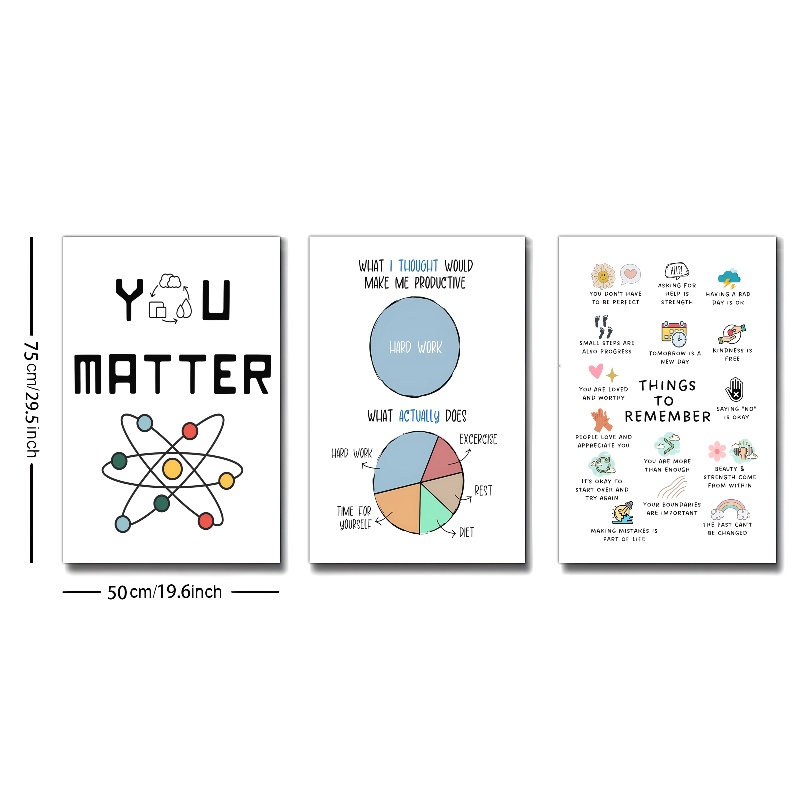 75cm/29.5inch
50cm/19.6inch
Y U
MATTER
WHAT I THOUGHT WOULD
MAKE ME PRODUCTIVE
HARD WORK
WHAT ACTUALLY DOES
HARD WORK
EXCERCISE
REST
DIET
TIME FOR
YOURSELF
YOU DON'T HAVE
TO BE PERFECT
ASKING FOR
HELP IS
STRENGTH
HAVING A BAD
DAY IS OK
SMALL STEPS ARE
ALSO PROGRESS
TOMORROW IS A
NEW DAY
KINDNESS IS
FREE
YOU ARE LOVED
AND WORTHY
THINGS
TO
REMEMBER
SAYING "NO"
IS OKAY
PEOPLE LOVE AND
APPRECIATE YOU
YOU ARE MORE
THAN ENOUGH
BEAUTY &
STRENGTH COME
FROM WITHIN
IT'S OKAY TO
START OVER AND
TRY AGAIN
YOUR BOUNDARIES
ARE IMPORTANT
MAKING MISTAKES IS
PART OF LIFE
THE PAST CAN'T
BE CHANGED